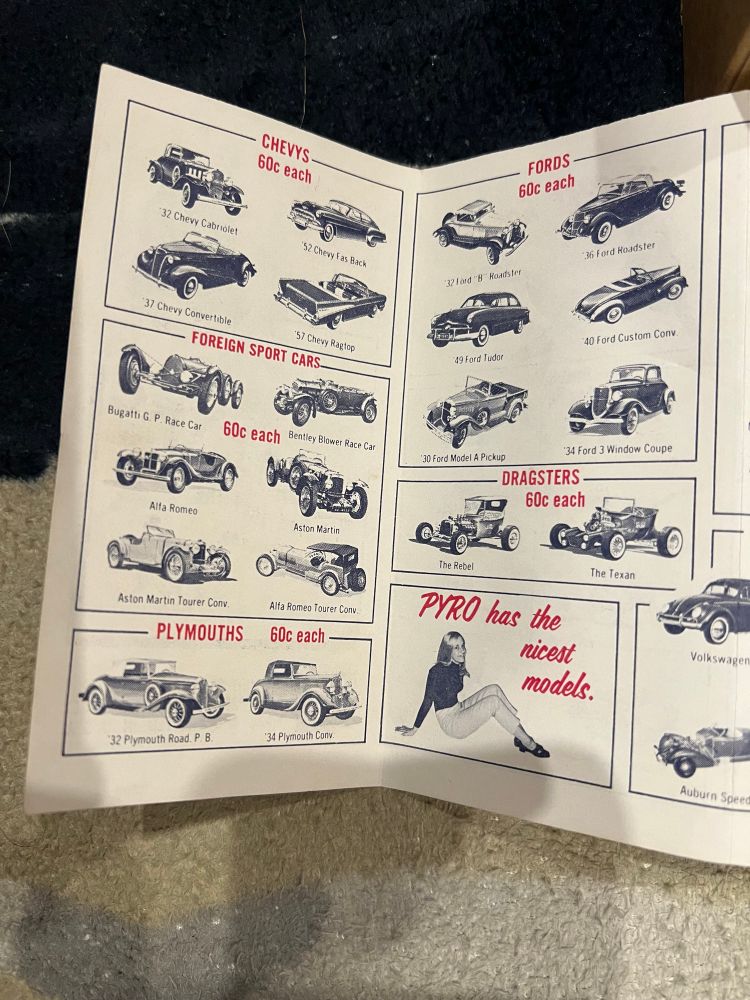 CHEVYS
60c each
'32 Chevy Cabriolet
'52 Chevy Fas Back
'37 Chevy Convertible
'57 Chevy Ragtop
FOREIGN SPORT CARS
Bugatti G. P. Race Car
60c each
Bentley Blower Race Car
Alfa Romeo
Aston Martin
Aston Martin Tourer Conv.
Alfa Romeo Tourer Conv.
PLYMOUTHS 60c each
'32 Plymouth Road. P. B.
'34 Plymouth Conv.
FORDS
60c each
'32 Ford "B" Roadster
'36 Ford Roadster
'49 Ford Tudor
'40 Ford Custom Conv.
'30 Ford Model A Pickup
'34 Ford 3 Window Coupe
DRAGSTERS
60c each
The Rebel
The Texan
PYRO has the
nicest
models.
Volkswagen
Auburn Speed